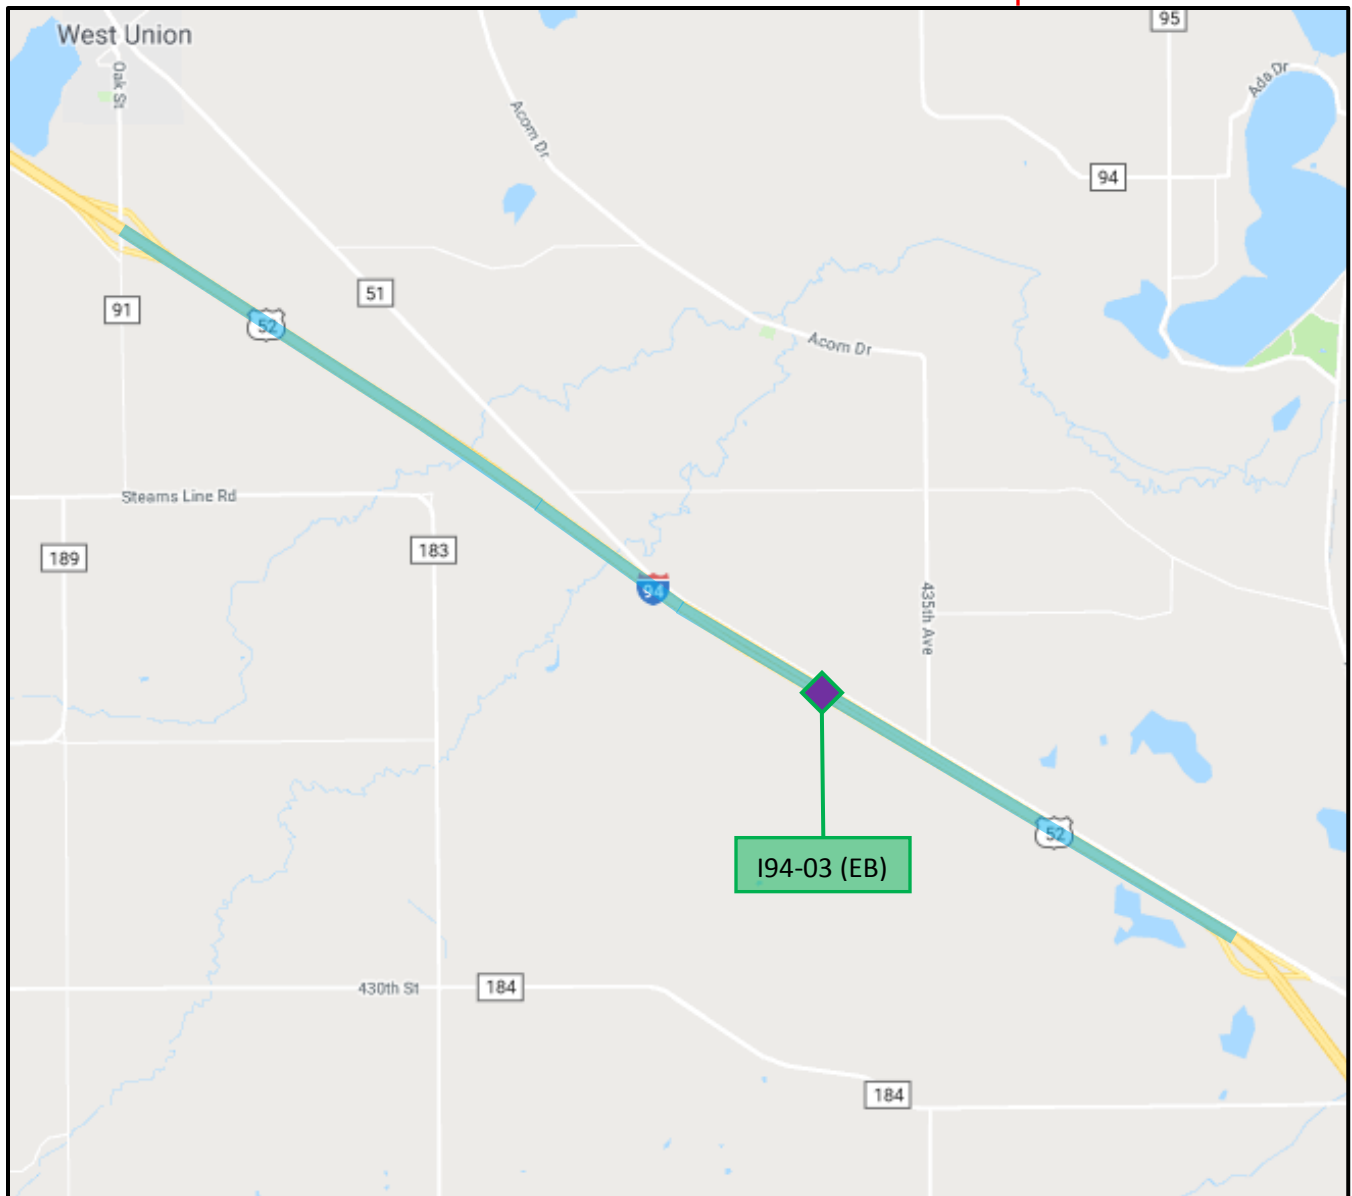 West Union
95
Oak St
Ada Dr
Acorn Dr
94
51
91
52
Acorn Dr
Stearns Line Rd
189
183
94
435th Ave
52
I94-03 (EB)
430th St
184
184